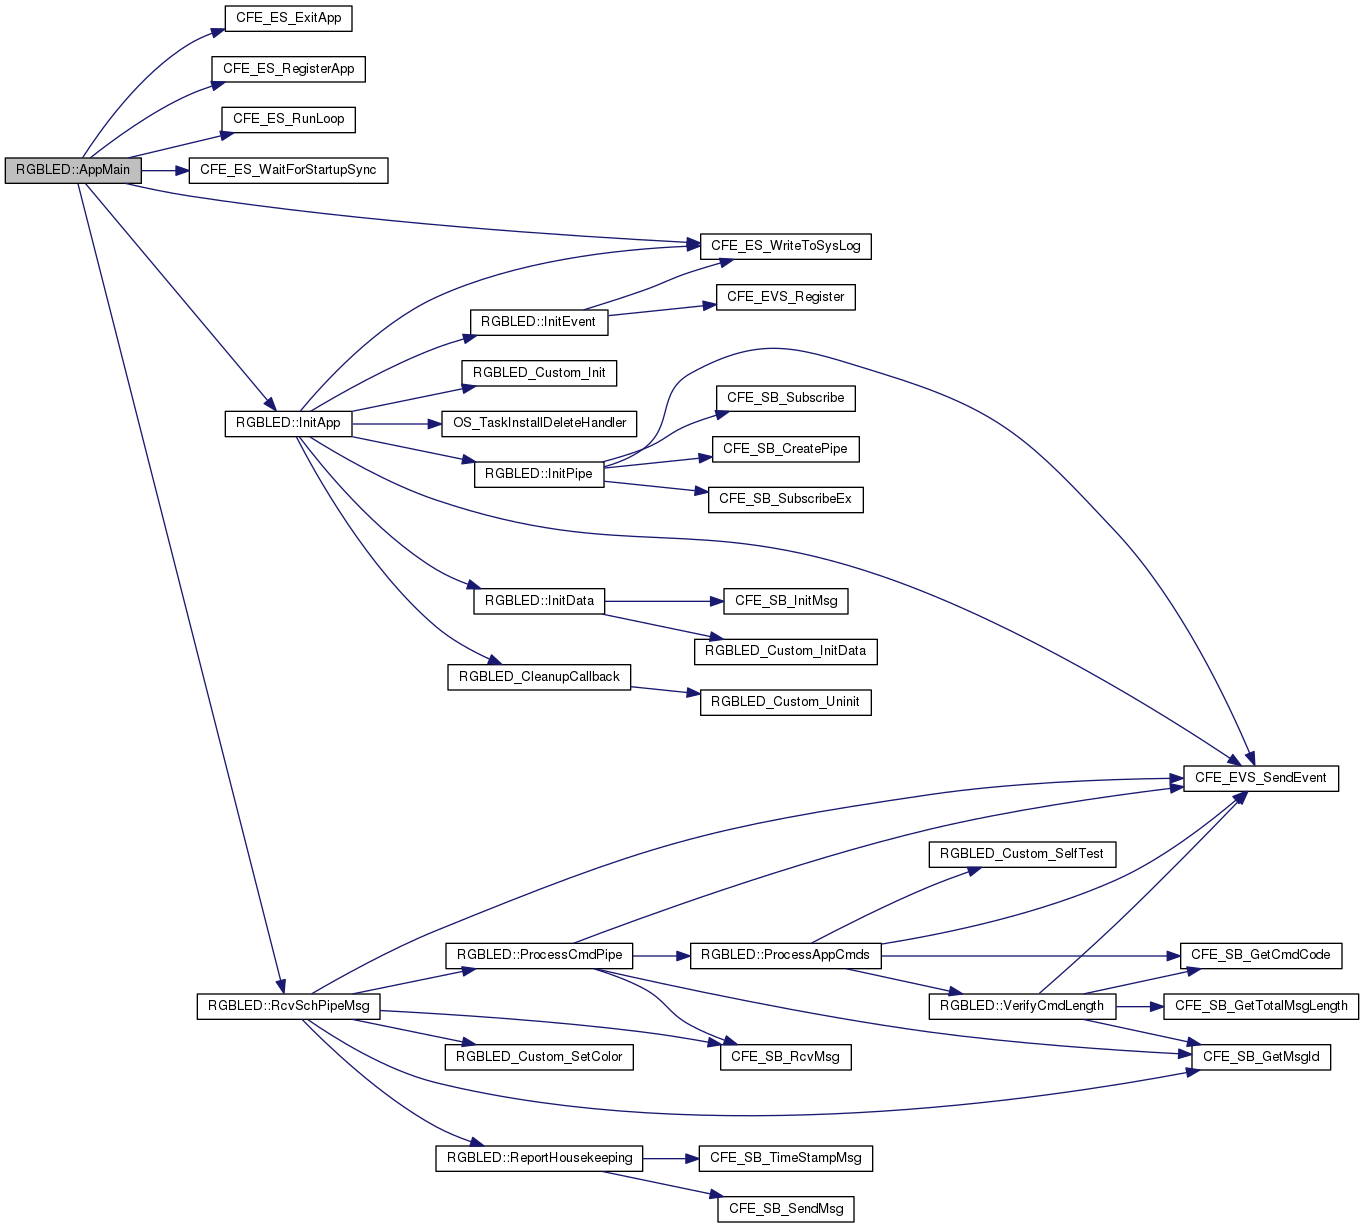 CFE_ES_ExitApp
CFE_ES_RegisterApp
CFE_ES_RunLoop
RGBLED::AppMain
CFE_ES_WaitForStartupSync
CFE_ES_WriteToSysLog
CFE_EVS_Register
RGBLED::InitEvent
RGBLED_Custom_Init
CFE_SB_Subscribe
RGBLED::InitApp
OS_TaskInstallDeleteHandler
CFE_SB_CreatePipe
RGBLED::InitPipe
CFE_SB_SubscribeEx
RGBLED::InitData
CFE_SB_InitMsg
RGBLED_Custom_InitData
RGBLED_CleanupCallback
RGBLED_Custom_Uninit
CFE_EVS_SendEvent
RGBLED_Custom_SelfTest
RGBLED::ProcessCmdPipe
RGBLED::ProcessAppCmds
CFE_SB_GetCmdCode
RGBLED::RcvSchPipeMsg
RGBLED::VerifyCmdLength
CFE_SB_GetTotalMsgLength
RGBLED_Custom_SetColor
CFE_SB_RcvMsg
CFE_SB_GetMsgId
RGBLED::ReportHousekeeping
CFE_SB_TimeStampMsg
CFE_SB_SendMsg